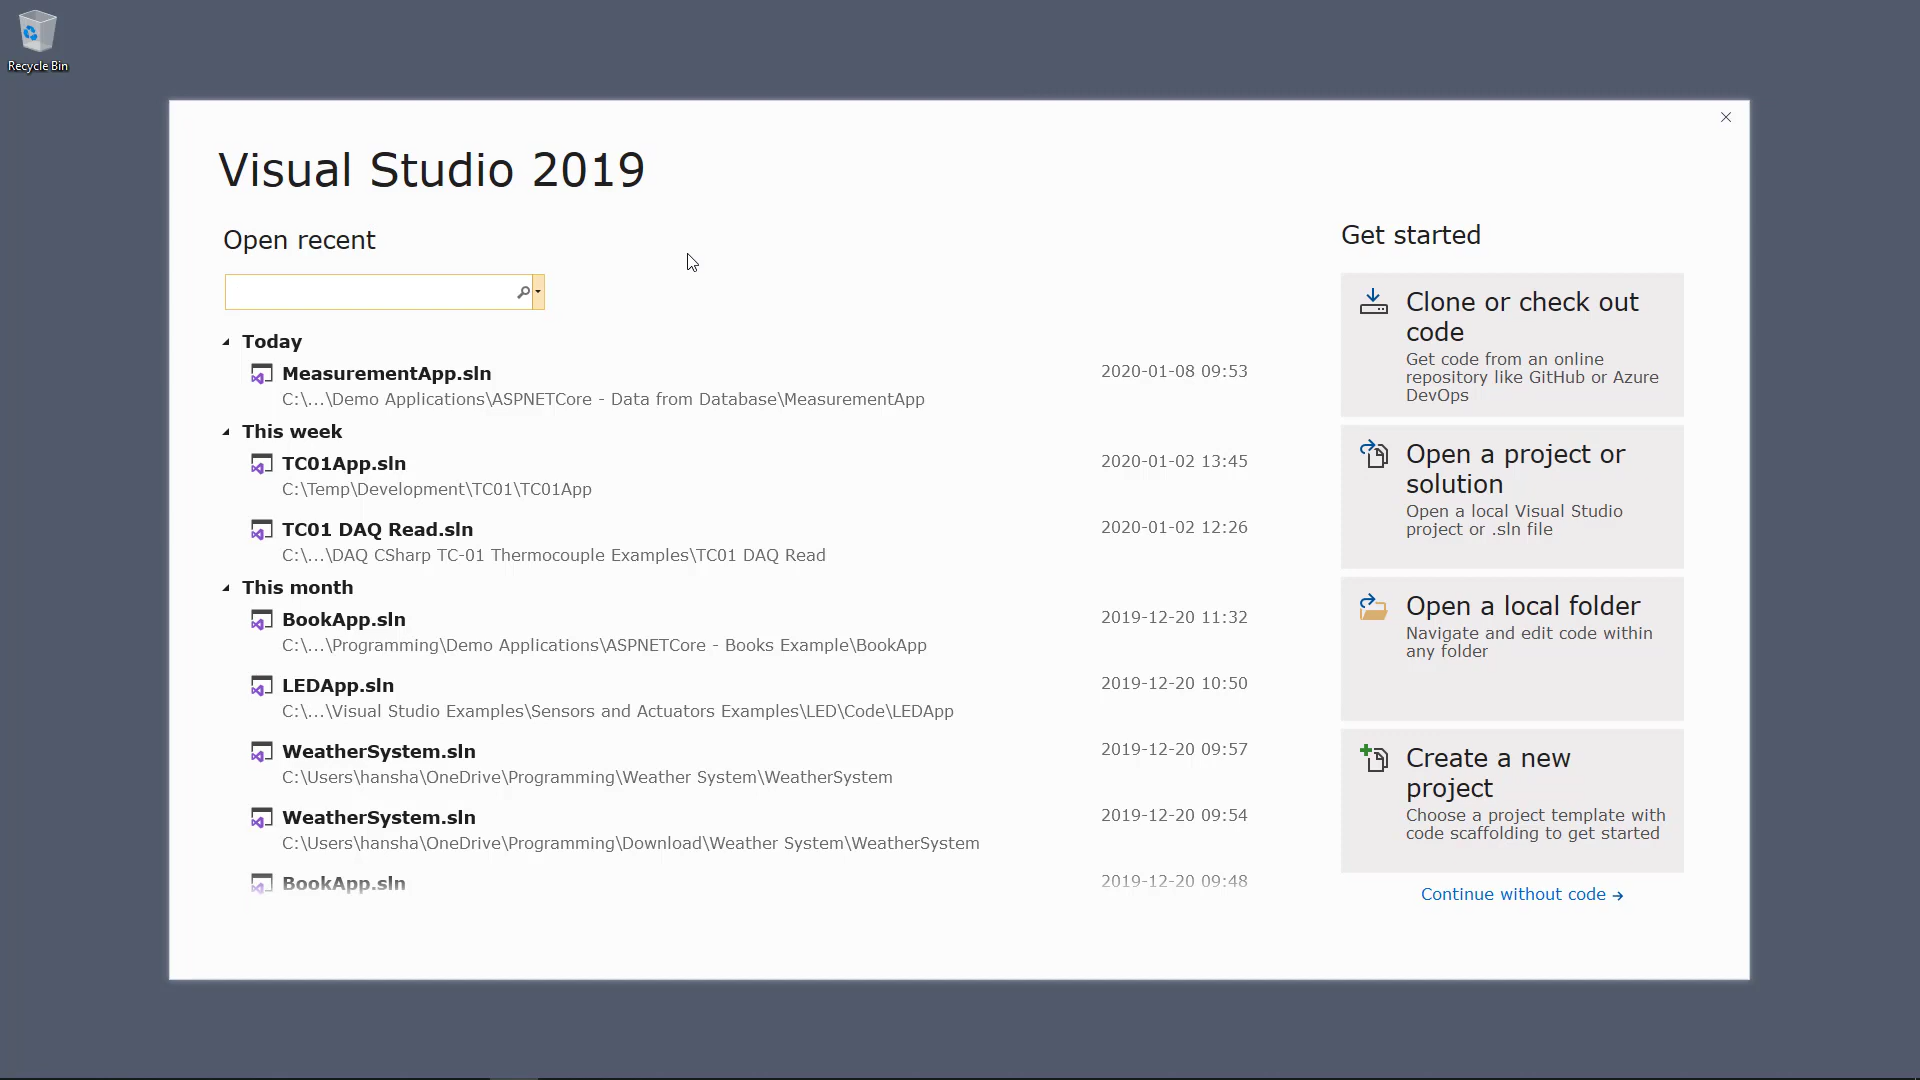 Recycle Bin
Visual Studio 2019
Open recent
Today
MeasurementApp.sln 2020-01-08 09:53
C:\...\Demo Applications\ASPNETCore - Data from Database\MeasurementApp
This week
TC01App.sln 2020-01-02 13:45
C:\Temp\Development\TC01\TC01App
TC01 DAQ Read.sln 2020-01-02 12:26
C:\...\DAQ CSharp TC-01 Thermocouple Examples\TC01 DAQ Read
This month
BookApp.sln 2019-12-20 11:32
C:\...\Programming\Demo Applications\ASPNETCore - Books Example\BookApp
LEDApp.sln 2019-12-20 10:50
C:\...\Visual Studio Examples\Sensors and Actuators Examples\LED\Code\LEDApp
WeatherSystem.sln 2019-12-20 09:57
C:\Users\hansha\OneDrive\Programming\Weather System\WeatherSystem
WeatherSystem.sln 2019-12-20 09:54
C:\Users\hansha\OneDrive\Programming\Download\Weather System\WeatherSystem
BookApp.sln 2019-12-20 09:48
Get started
Clone or check out
code
Get code from an online
repository like GitHub or Azure
DevOps
Open a project or
solution
Open a local Visual Studio
project or .sln file
Open a local folder
Navigate and edit code within
any folder
Create a new
project
Choose a project template with
code scaffolding to get started
Continue without code →